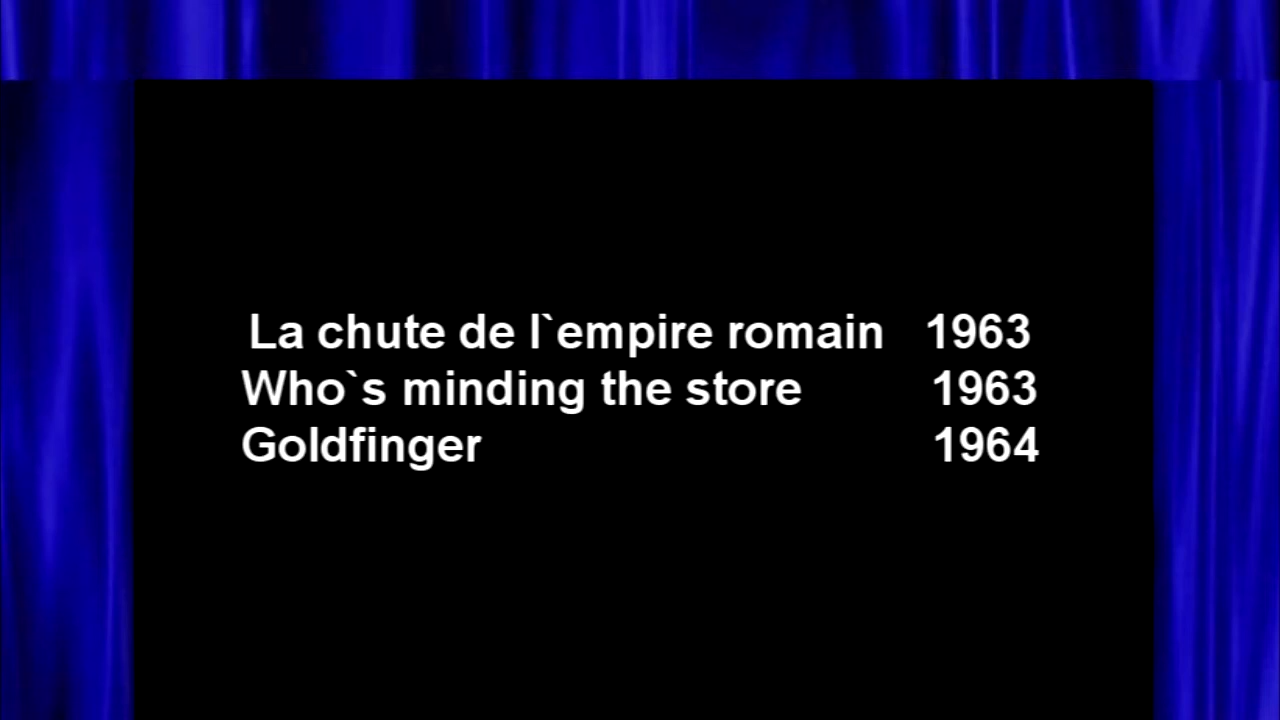 La chute de l`empire romain 1963
Who`s minding the store 1963
Goldfinger 1964